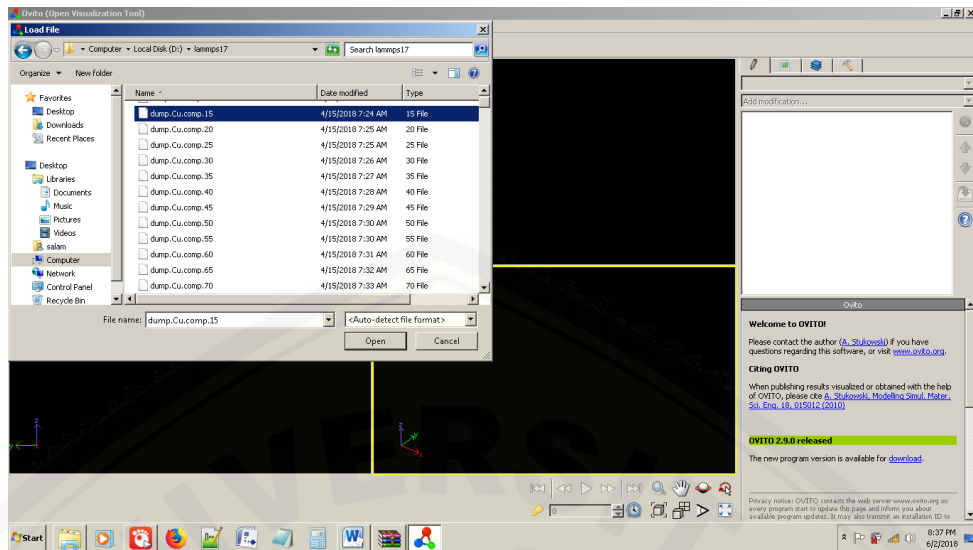 Ovito (Open Visualization Tool)
Load File
Computer
Local Disk (D:)
lammps17
Search lammps17
Organize
New folder
Favorites
Desktop
Downloads
Recent Places
Desktop
Libraries
Documents
Music
Pictures
Videos
salam
Computer
Network
Control Panel
Recycle Bin
Name
Date modified
Type
dump.Cu.comp.15 4/15/2018 7:24 AM 15 File
dump.Cu.comp.20 4/15/2018 7:25 AM 20 File
dump.Cu.comp.25 4/15/2018 7:25 AM 25 File
dump.Cu.comp.30 4/15/2018 7:26 AM 30 File
dump.Cu.comp.35 4/15/2018 7:27 AM 35 File
dump.Cu.comp.40 4/15/2018 7:28 AM 40 File
dump.Cu.comp.45 4/15/2018 7:29 AM 45 File
dump.Cu.comp.50 4/15/2018 7:30 AM 50 File
dump.Cu.comp.55 4/15/2018 7:30 AM 55 File
dump.Cu.comp.60 4/15/2018 7:31 AM 60 File
dump.Cu.comp.65 4/15/2018 7:32 AM 65 File
dump.Cu.comp.70 4/15/2018 7:33 AM 70 File
File name: dump.Cu.comp.15
<Auto-detect file format>
Open
Cancel
Add modification...
Ovito
Welcome to OVITO!
Please contact the author (A. Stukowski) if you have
questions regarding this software, or visit www.ovito.org.
Citing OVITO
When publishing results visualized or obtained with the help
of OVITO, please cite A. Stukowski, Modelling Simul. Mater.
Sci. Eng. 18, 015012 (2010)
OVITO 2.9.0 released
The new program version is available for download.
Privacy notice: OVITO contacts the web server www.ovito.org on
every program start to update this page and inform you about
available program updates. It may also transmit an installation ID to
z
y
x
z
y
x
0
Start
8:37 PM
6/2/2018
VERSI